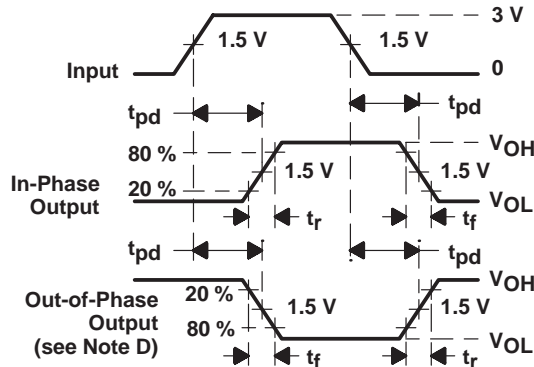 3 V
1.5 V
1.5 V
Input
0
tpd
tpd
80 %
VOH
1.5 V
1.5 V
In-Phase
Output
20 %
VOL
tr
tf
tpd
tpd
VOH
20 %
Out-of-Phase
Output
(see Note D)
1.5 V
1.5 V
80 %
VOL
tf
tr